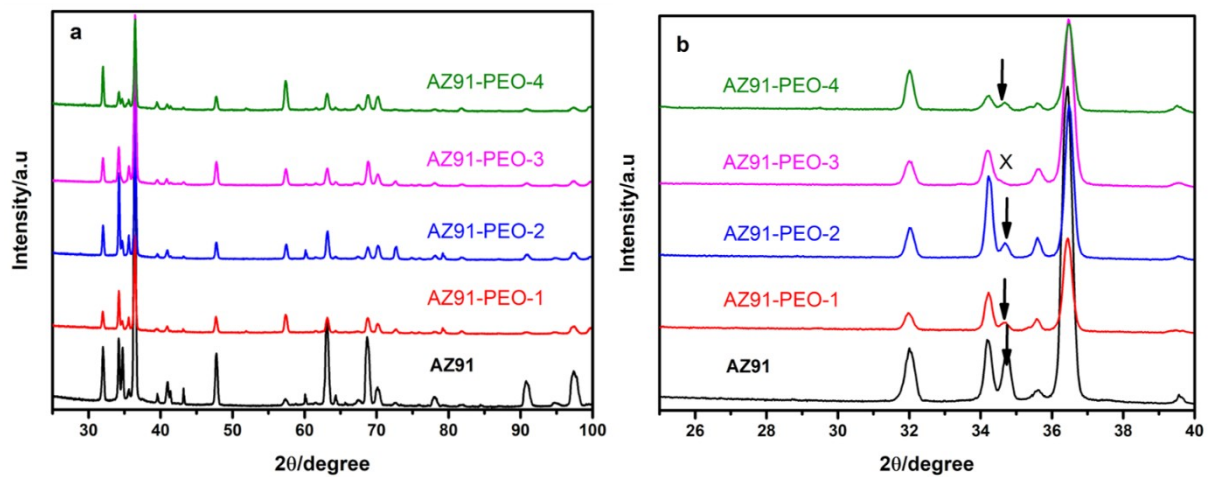 a
AZ91-PEO-4
AZ91-PEO-3
AZ91-PEO-2
AZ91-PEO-1
AZ91
Intensity/a.u
30 40 50 60 70 80 90 100
2θ/degree
b
AZ91-PEO-4
AZ91-PEO-3
X
AZ91-PEO-2
AZ91-PEO-1
AZ91
Intensity/a.u
26 28 30 32 34 36 38 40
2θ/degree